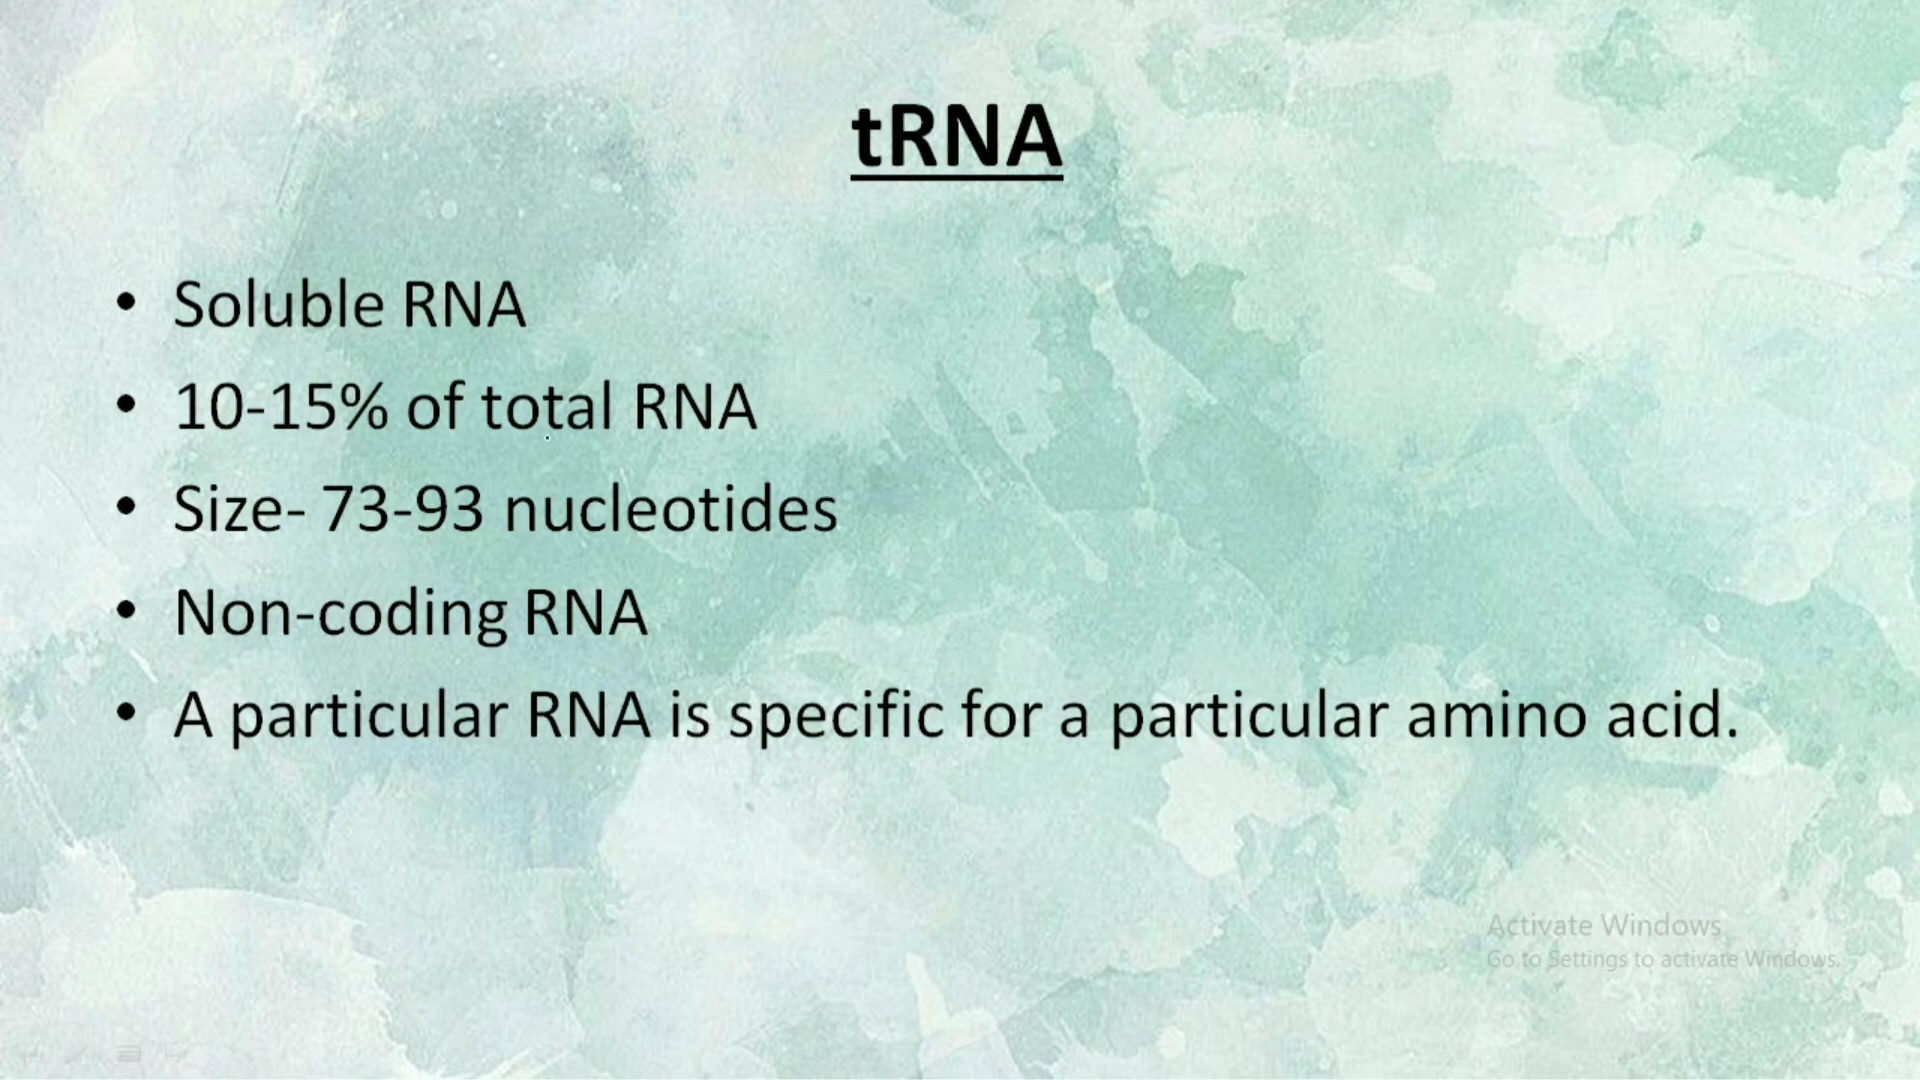 tRNA
• Soluble RNA
• 10-15% of total RNA
• Size- 73-93 nucleotides
• Non-coding RNA
• A particular RNA is specific for a particular amino acid.
Activate Windows
Go to Settings to activate Windows.